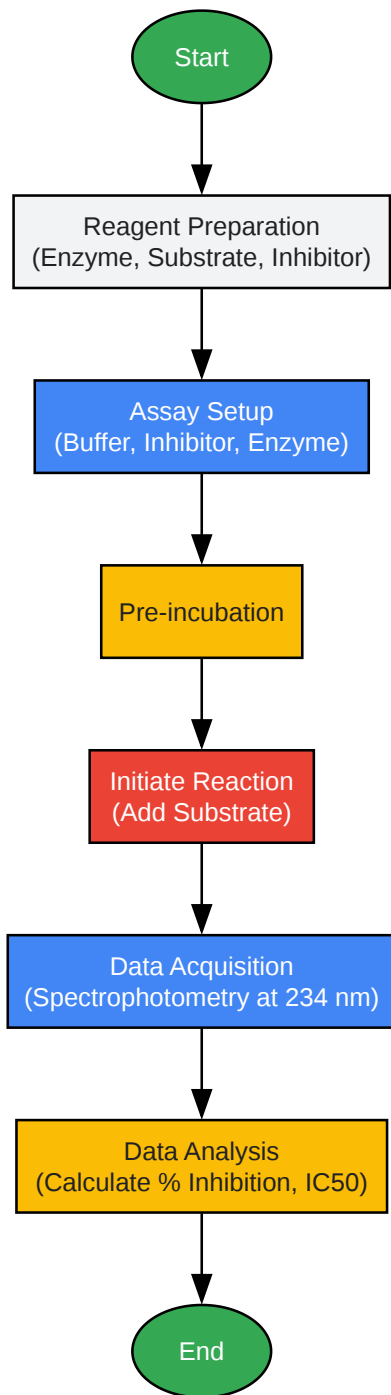 Start
Reagent Preparation
(Enzyme, Substrate, Inhibitor)
Assay Setup
(Buffer, Inhibitor, Enzyme)
Pre-incubation
Initiate Reaction
(Add Substrate)
Data Acquisition
(Spectrophotometry at 234 nm)
Data Analysis
(Calculate % Inhibition, IC50)
End